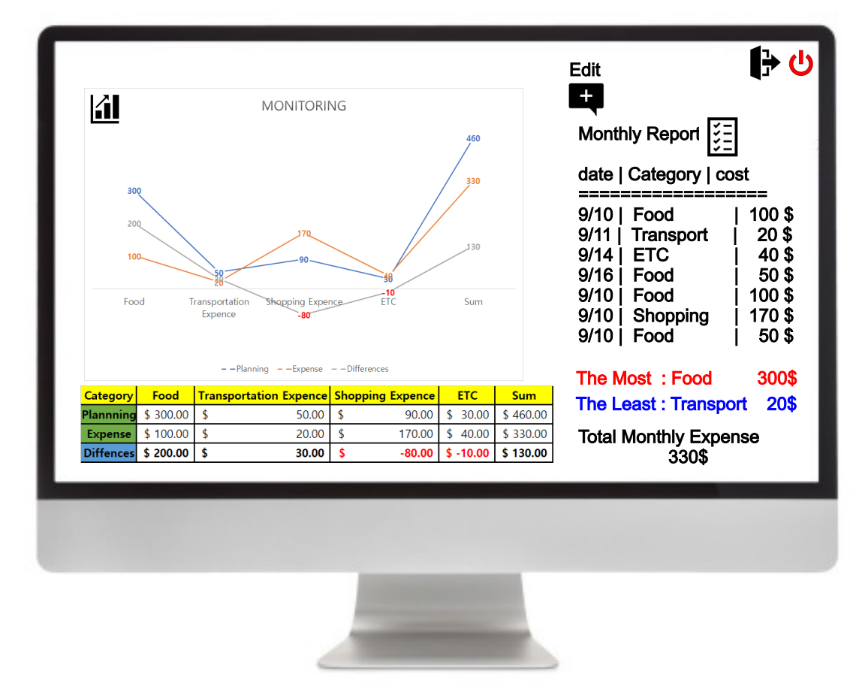 MONITORING
460
330
300
200
170
130
100
50
90
30
20
40
30
-10
-80
Food
Transportation Expence
Shopping Expence
ETC
Sum
Planning
Expense
Differences
Category Food Transportation Expence Shopping Expence ETC Sum
Plannning $ 300.00 $ 50.00 $ 90.00 $ 30.00 $ 460.00
Expense $ 100.00 $ 20.00 $ 170.00 $ 40.00 $ 330.00
Diffences $ 200.00 $ 30.00 $ -80.00 $ -10.00 $ 130.00
Edit
Monthly Report
date | Category | cost
==================
9/10 | Food | 100 $
9/11 | Transport | 20 $
9/14 | ETC | 40 $
9/16 | Food | 50 $
9/10 | Food | 100 $
9/10 | Shopping | 170 $
9/10 | Food | 50 $
The Most : Food 300$
The Least : Transport 20$
Total Monthly Expense
330$